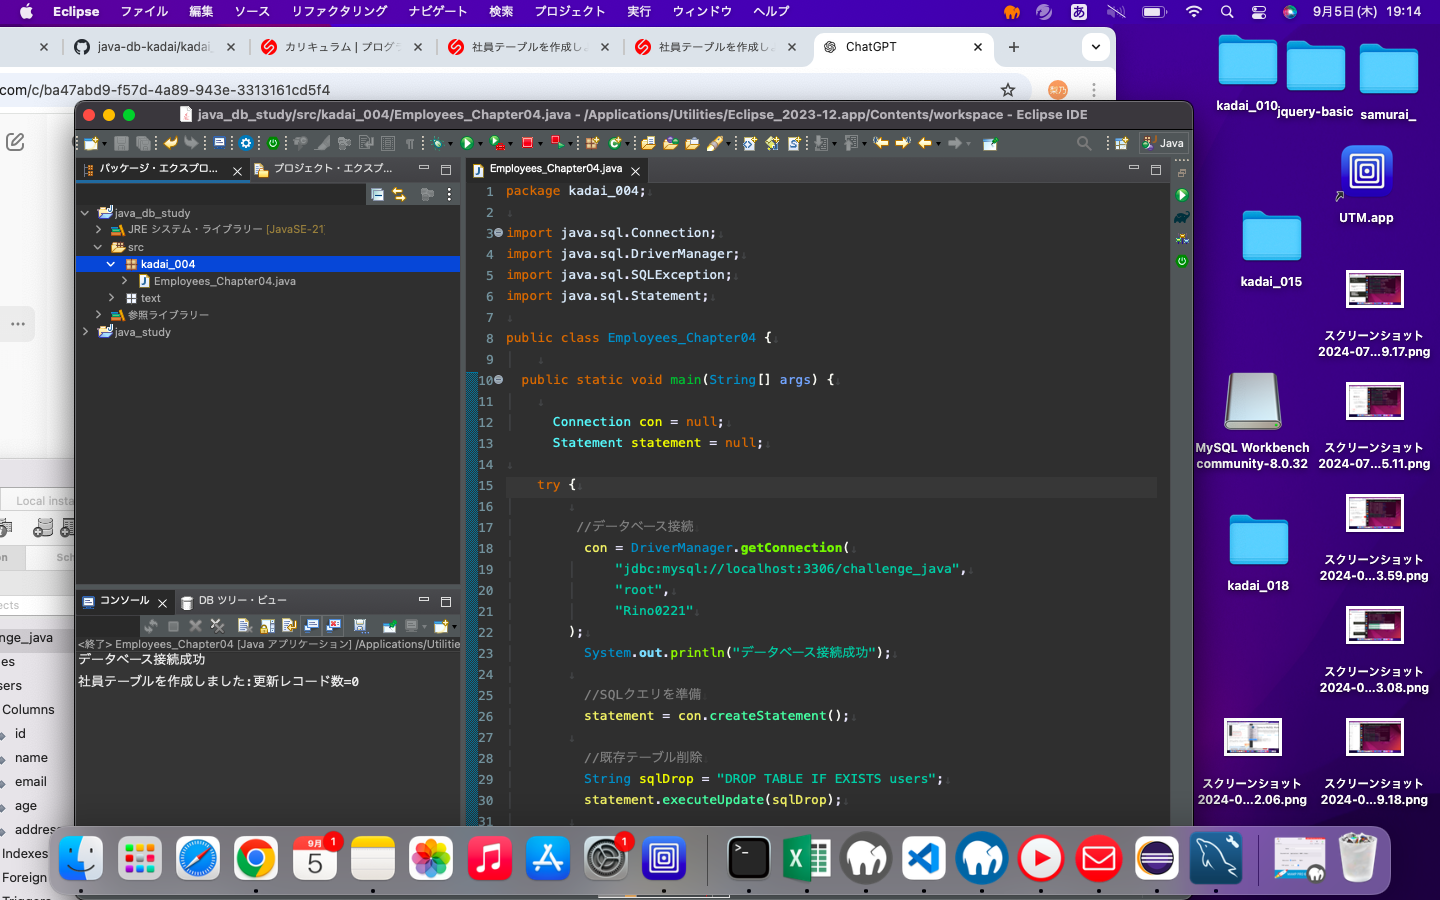 Eclipse ファイル 編集 ソース リファクタリング ナビゲート 検索 プロジェクト 実行 ウィンドウ ヘルプ
あ 9月5日(木) 19:14
java-db-kadai/kadai_
カリキュラム | プログラ
社員テーブルを作成し
社員テーブルを作成し
ChatGPT
com/c/ba47abd9-f57d-4a89-943e-3313161cd5f4
梨乃
java_db_study/src/kadai_004/Employees_Chapter04.java - /Applications/Utilities/Eclipse_2023-12.app/Contents/workspace - Eclipse IDE
Java
パッケージ・エクスプロ...
プロジェクト・エクスプ...
java_db_study
JRE システム・ライブラリー [JavaSE-21]
src
kadai_004
Employees_Chapter04.java
text
参照ライブラリー
java_study
Employees_Chapter04.java
1 package kadai_004;
2
3 import java.sql.Connection;
4 import java.sql.DriverManager;
5 import java.sql.SQLException;
6 import java.sql.Statement;
7
8 public class Employees_Chapter04 {
9
10 public static void main(String[] args) {
11
12 Connection con = null;
13 Statement statement = null;
14
15 try {
16
17 //データベース接続
18 con = DriverManager.getConnection(
19 "jdbc:mysql://localhost:3306/challenge_java",
20 "root",
21 "Rino0221"
22 );
23 System.out.println("データベース接続成功");
24
25 //SQLクエリを準備
26 statement = con.createStatement();
27
28 //既存テーブル削除
29 String sqlDrop = "DROP TABLE IF EXISTS users";
30 statement.executeUpdate(sqlDrop);
31
コンソール
DB ツリー・ビュー
<終了> Employees_Chapter04 [Java アプリケーション] /Applications/Utilitie
データベース接続成功
社員テーブルを作成しました:更新レコード数=0
Local insta
on
Sch
ects
nge_java
es
sers
Columns
id
name
email
age
addres
Indexes
Foreign
Triggers
kadai_010
jquery-basic
samurai_
UTM.app
kadai_015
スクリーンショット
2024-07...9.17.png
MySQL Workbench
community-8.0.32
スクリーンショット
2024-07...5.11.png
kadai_018
スクリーンショット
2024-0...3.59.png
スクリーンショット
2024-0...3.08.png
スクリーンショット
2024-0...2.06.png
スクリーンショット
2024-0...9.18.png
9月
5
1
1